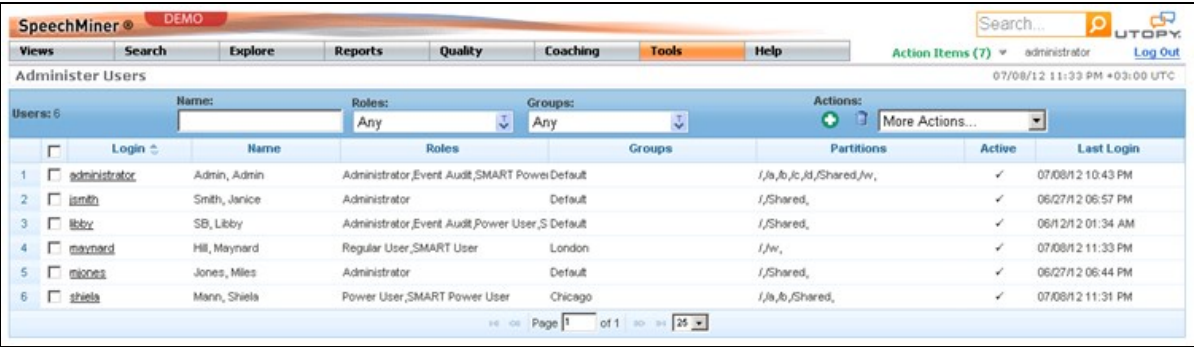 SpeechMiner ® DEMO Search... UTOPY.
Views Search Explore Reports Quality Coaching Tools Help Action Items (7) administrator Log Out
Administer Users 07/08/12 11:33 PM +03:00 UTC
Users: 6 Name: Roles: Any Groups: Any Actions: More Actions...
Login Name Roles Groups Partitions Active Last Login
1 administrator Admin, Admin Administrator,Event Audit,SMART Power Default /,/a,/b,/c,/d,/Shared,/w, ✓ 07/08/12 10:43 PM
2 jsmith Smith, Janice Administrator Default /,/Shared, ✓ 06/27/12 06:57 PM
3 libby SB, Libby Administrator,Event Audit,Power User,S Default /,/Shared, ✓ 06/12/12 01:34 AM
4 maynard Hill, Maynard Regular User,SMART User London /,/w, ✓ 07/08/12 11:33 PM
5 mjones Jones, Miles Administrator Default /,/Shared, ✓ 06/27/12 06:44 PM
6 shiela Mann, Shiela Power User,SMART Power User Chicago /,/a,/b,/Shared, ✓ 07/08/12 11:31 PM
Page 1 of 1 25